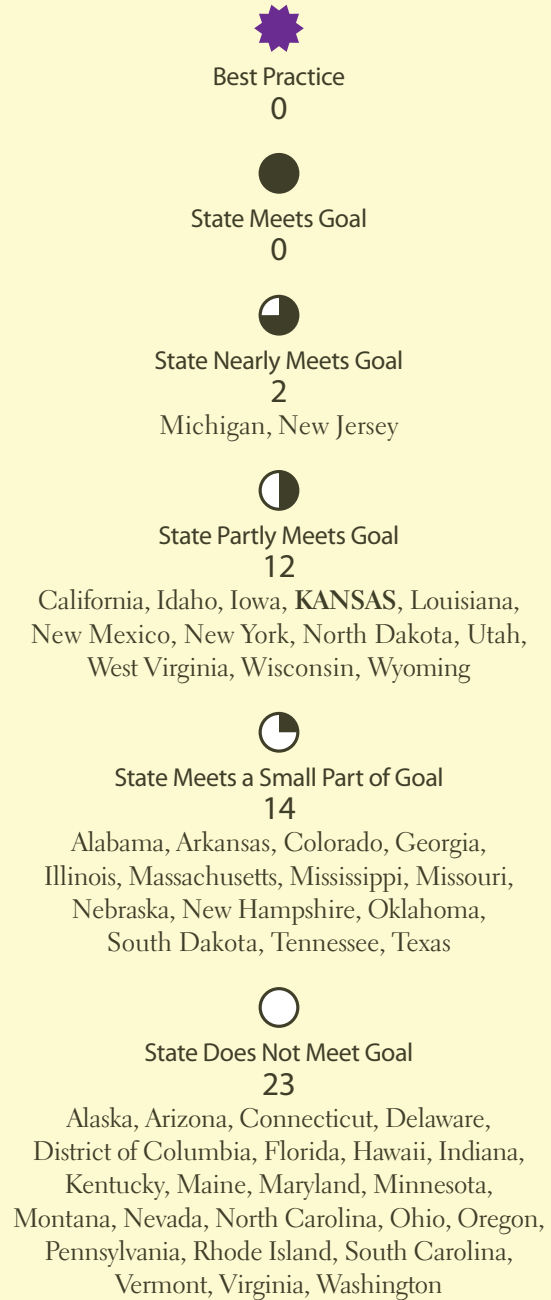 Best Practice
0
State Meets Goal
0
State Nearly Meets Goal
2
Michigan, New Jersey
State Partly Meets Goal
12
California, Idaho, Iowa, KANSAS, Louisiana,
New Mexico, New York, North Dakota, Utah,
West Virginia, Wisconsin, Wyoming
State Meets a Small Part of Goal
14
Alabama, Arkansas, Colorado, Georgia,
Illinois, Massachusetts, Mississippi, Missouri,
Nebraska, New Hampshire, Oklahoma,
South Dakota, Tennessee, Texas
State Does Not Meet Goal
23
Alaska, Arizona, Connecticut, Delaware,
District of Columbia, Florida, Hawaii, Indiana,
Kentucky, Maine, Maryland, Minnesota,
Montana, Nevada, North Carolina, Ohio, Oregon,
Pennsylvania, Rhode Island, South Carolina,
Vermont, Virginia, Washington